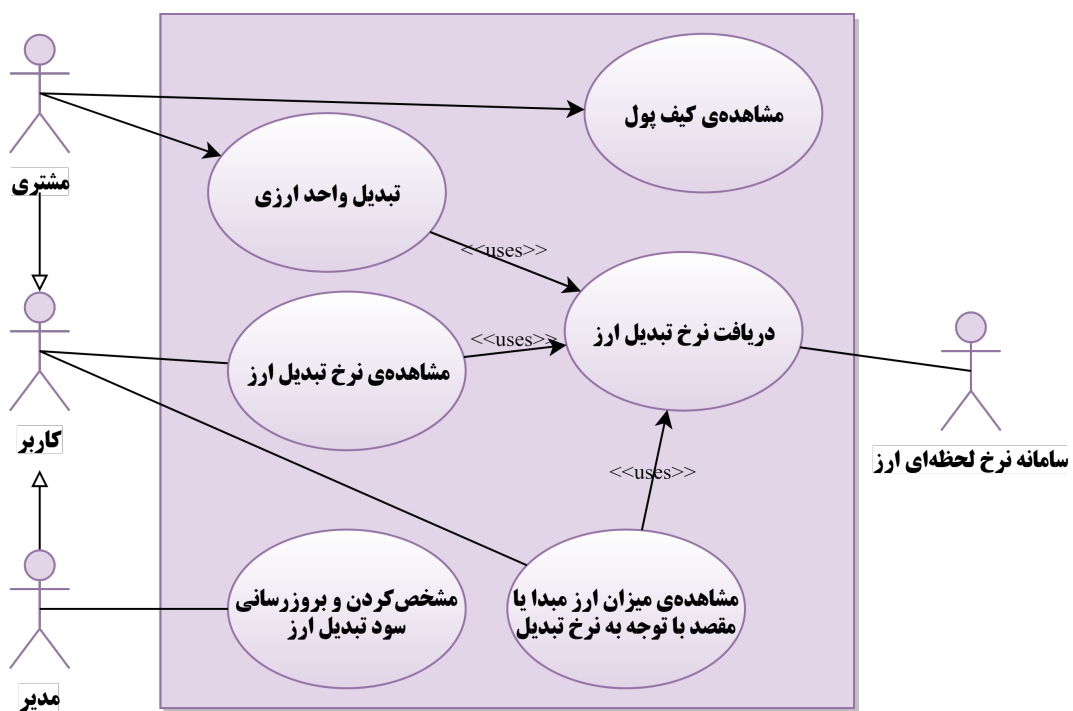 مشاهده‌ی کیف پول
مشتری
تبدیل واحد ارزی
<<uses>>
دریافت نرخ تبدیل ارز
<<uses>>
مشاهده‌ی نرخ تبدیل ارز
کاربر
سامانه نرخ لحظه‌ای ارز
<<uses>>
مشاهده‌ی میزان ارز مبدا یا
مقصد با توجه به نرخ تبدیل
مشخص‌کردن و بروزرسانی
سود تبدیل ارز
مدیر